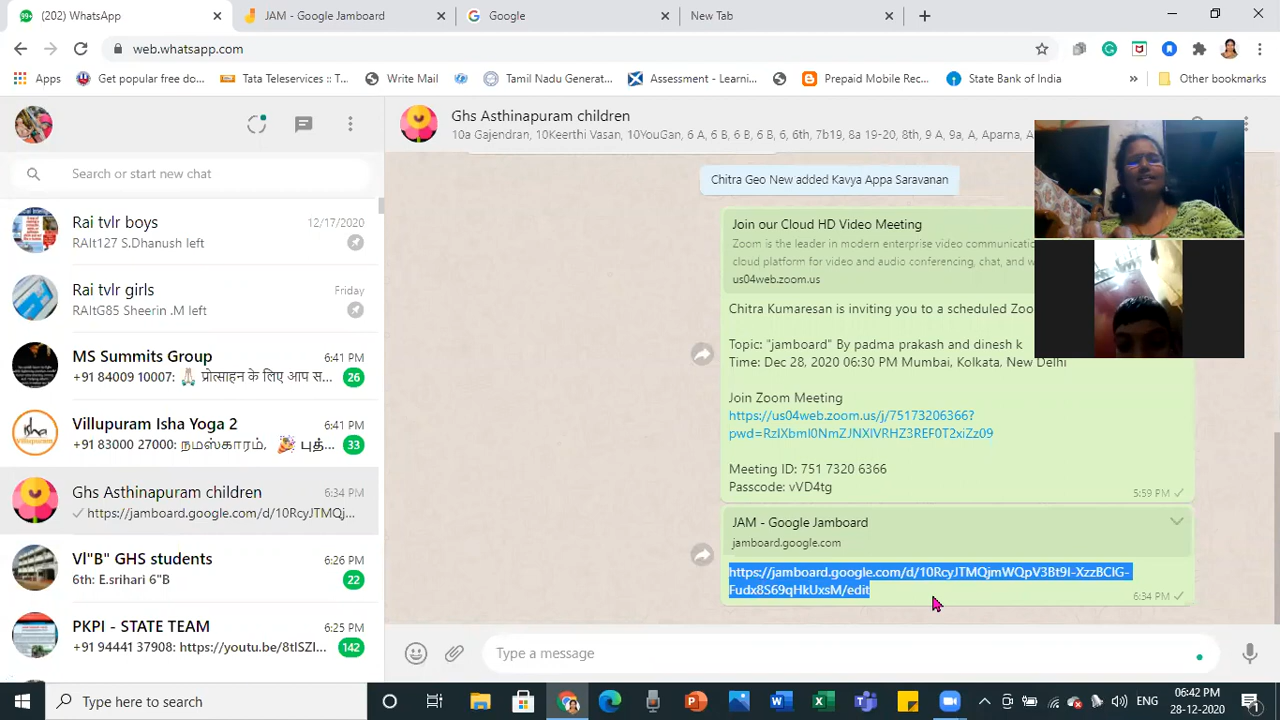 (202) WhatsApp
JAM - Google Jamboard
Google
New Tab
web.whatsapp.com
Apps
Get popular free do...
Tata Teleservices :: T...
Write Mail
Tamil Nadu Generat...
Assessment - Learni...
Prepaid Mobile Rec...
State Bank of India
Other bookmarks
Ghs Asthinapuram children
10a Gajendran, 10Keerthi Vasan, 10YouGan, 6 A, 6 B, 6 B, 6 B, 6, 6th, 7b19, 8a 19-20, 8th, 9 A, 9a, A, Aparna, A
Search or start new chat
Rai tvlr boys
12/17/2020
RAIt127 S.Dhanush left
Rai tvlr girls
Friday
RAItG85 Sheerin .M left
MS Summits Group
6:41 PM
+91 84009 10007: प्रोत्साहन के लिए आप स...
26
Villupuram Isha Yoga 2
6:41 PM
+91 83000 27000: நமஸ்காரம், 🎉 புத்...
33
Ghs Asthinapuram children
6:34 PM
https://jamboard.google.com/d/10RcyJTMQj...
Vl"B" GHS students
6:26 PM
6th: E.srihari 6"B
22
PKPI - STATE TEAM
6:25 PM
+91 94441 37908: https://youtu.be/8tlSZI...
142
Chitra Geo New added Kavya Appa Saravanan
Join our Cloud HD Video Meeting
Zoom is the leader in modern enterprise video communicati
cloud platform for video and audio conferencing, chat, and w
us04web.zoom.us
Chitra Kumaresan is inviting you to a scheduled Zoo
Topic: "jamboard" By padma prakash and dinesh k
Time: Dec 28, 2020 06:30 PM Mumbai, Kolkata, New Delhi
Join Zoom Meeting
https://us04web.zoom.us/j/75173206366?
pwd=RzlXbml0NmZJNXlVRHZ3REF0T2xiZz09
Meeting ID: 751 7320 6366
Passcode: vVD4tg
5:59 PM
JAM - Google Jamboard
jamboard.google.com
https://jamboard.google.com/d/10RcyJTMQjmWQpV3Bt9I-XzzBClG-
Fudx8S69qHkUxsM/edit
6:34 PM
Type a message
Type here to search
ENG
06:42 PM
28-12-2020